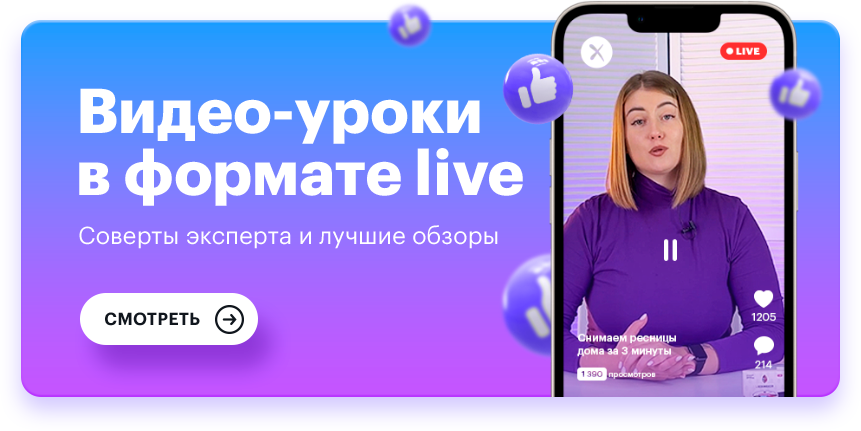 Видео-уроки
в формате live
Соверты эксперта и лучшие обзоры
СМОТРЕТЬ
LIVE
1205
Снимаем ресницы
дома за 3 минуты
214
1 390 просмотров